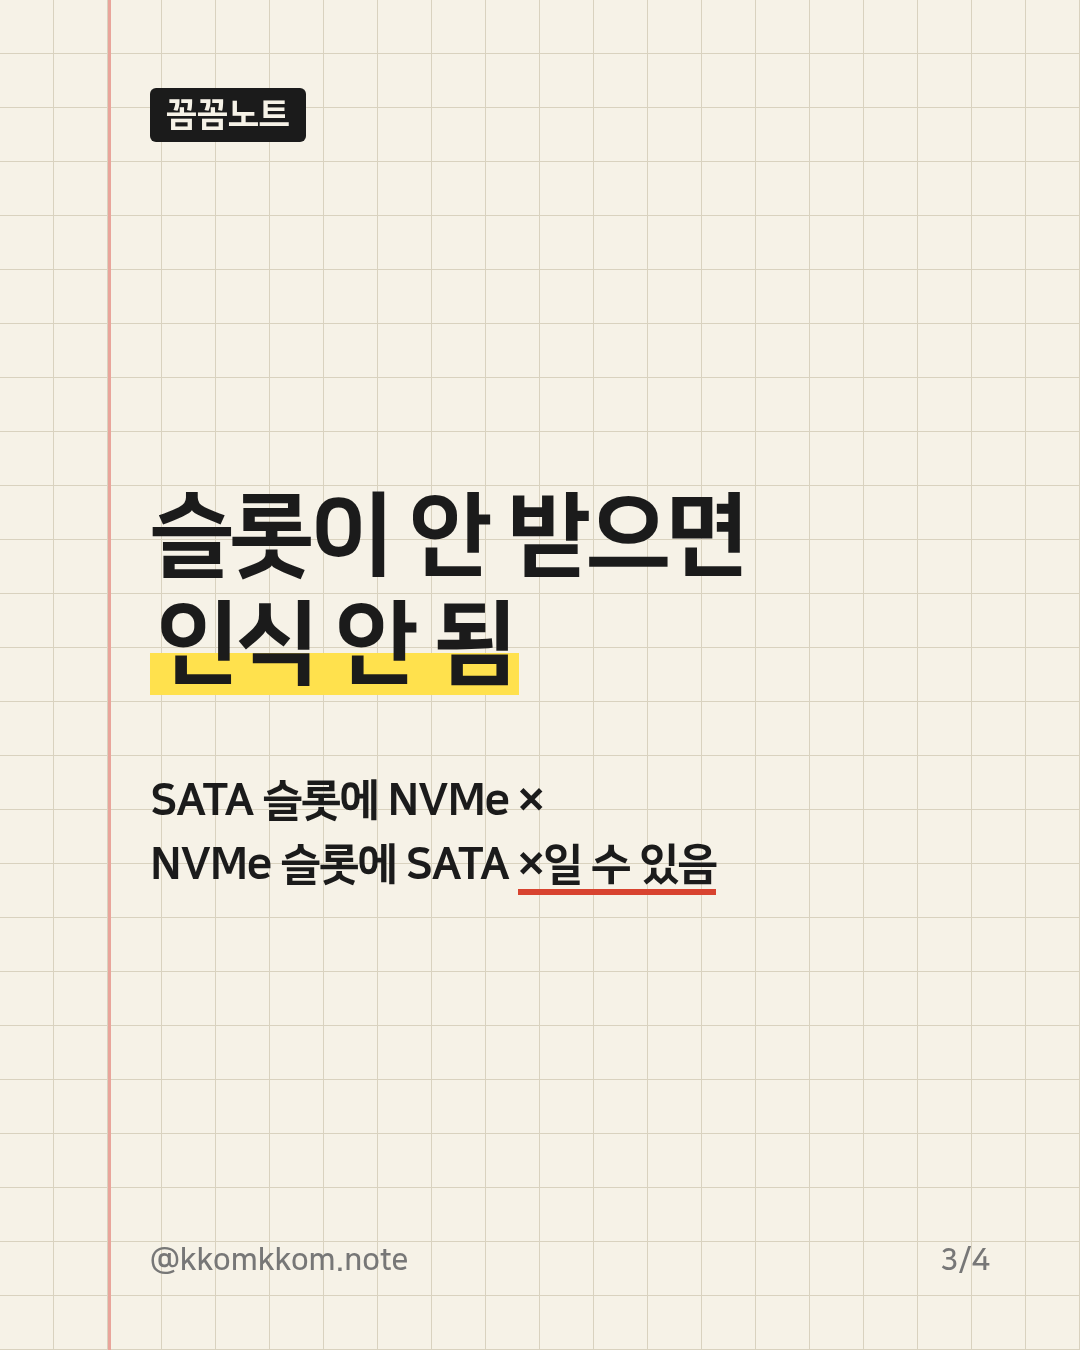 꼼꼼노트
슬롯이 안 받으면
인식 안 됨
SATA 슬롯에 NVMe ×
NVMe 슬롯에 SATA ×일 수 있음
@kkomkkom.note
3/4